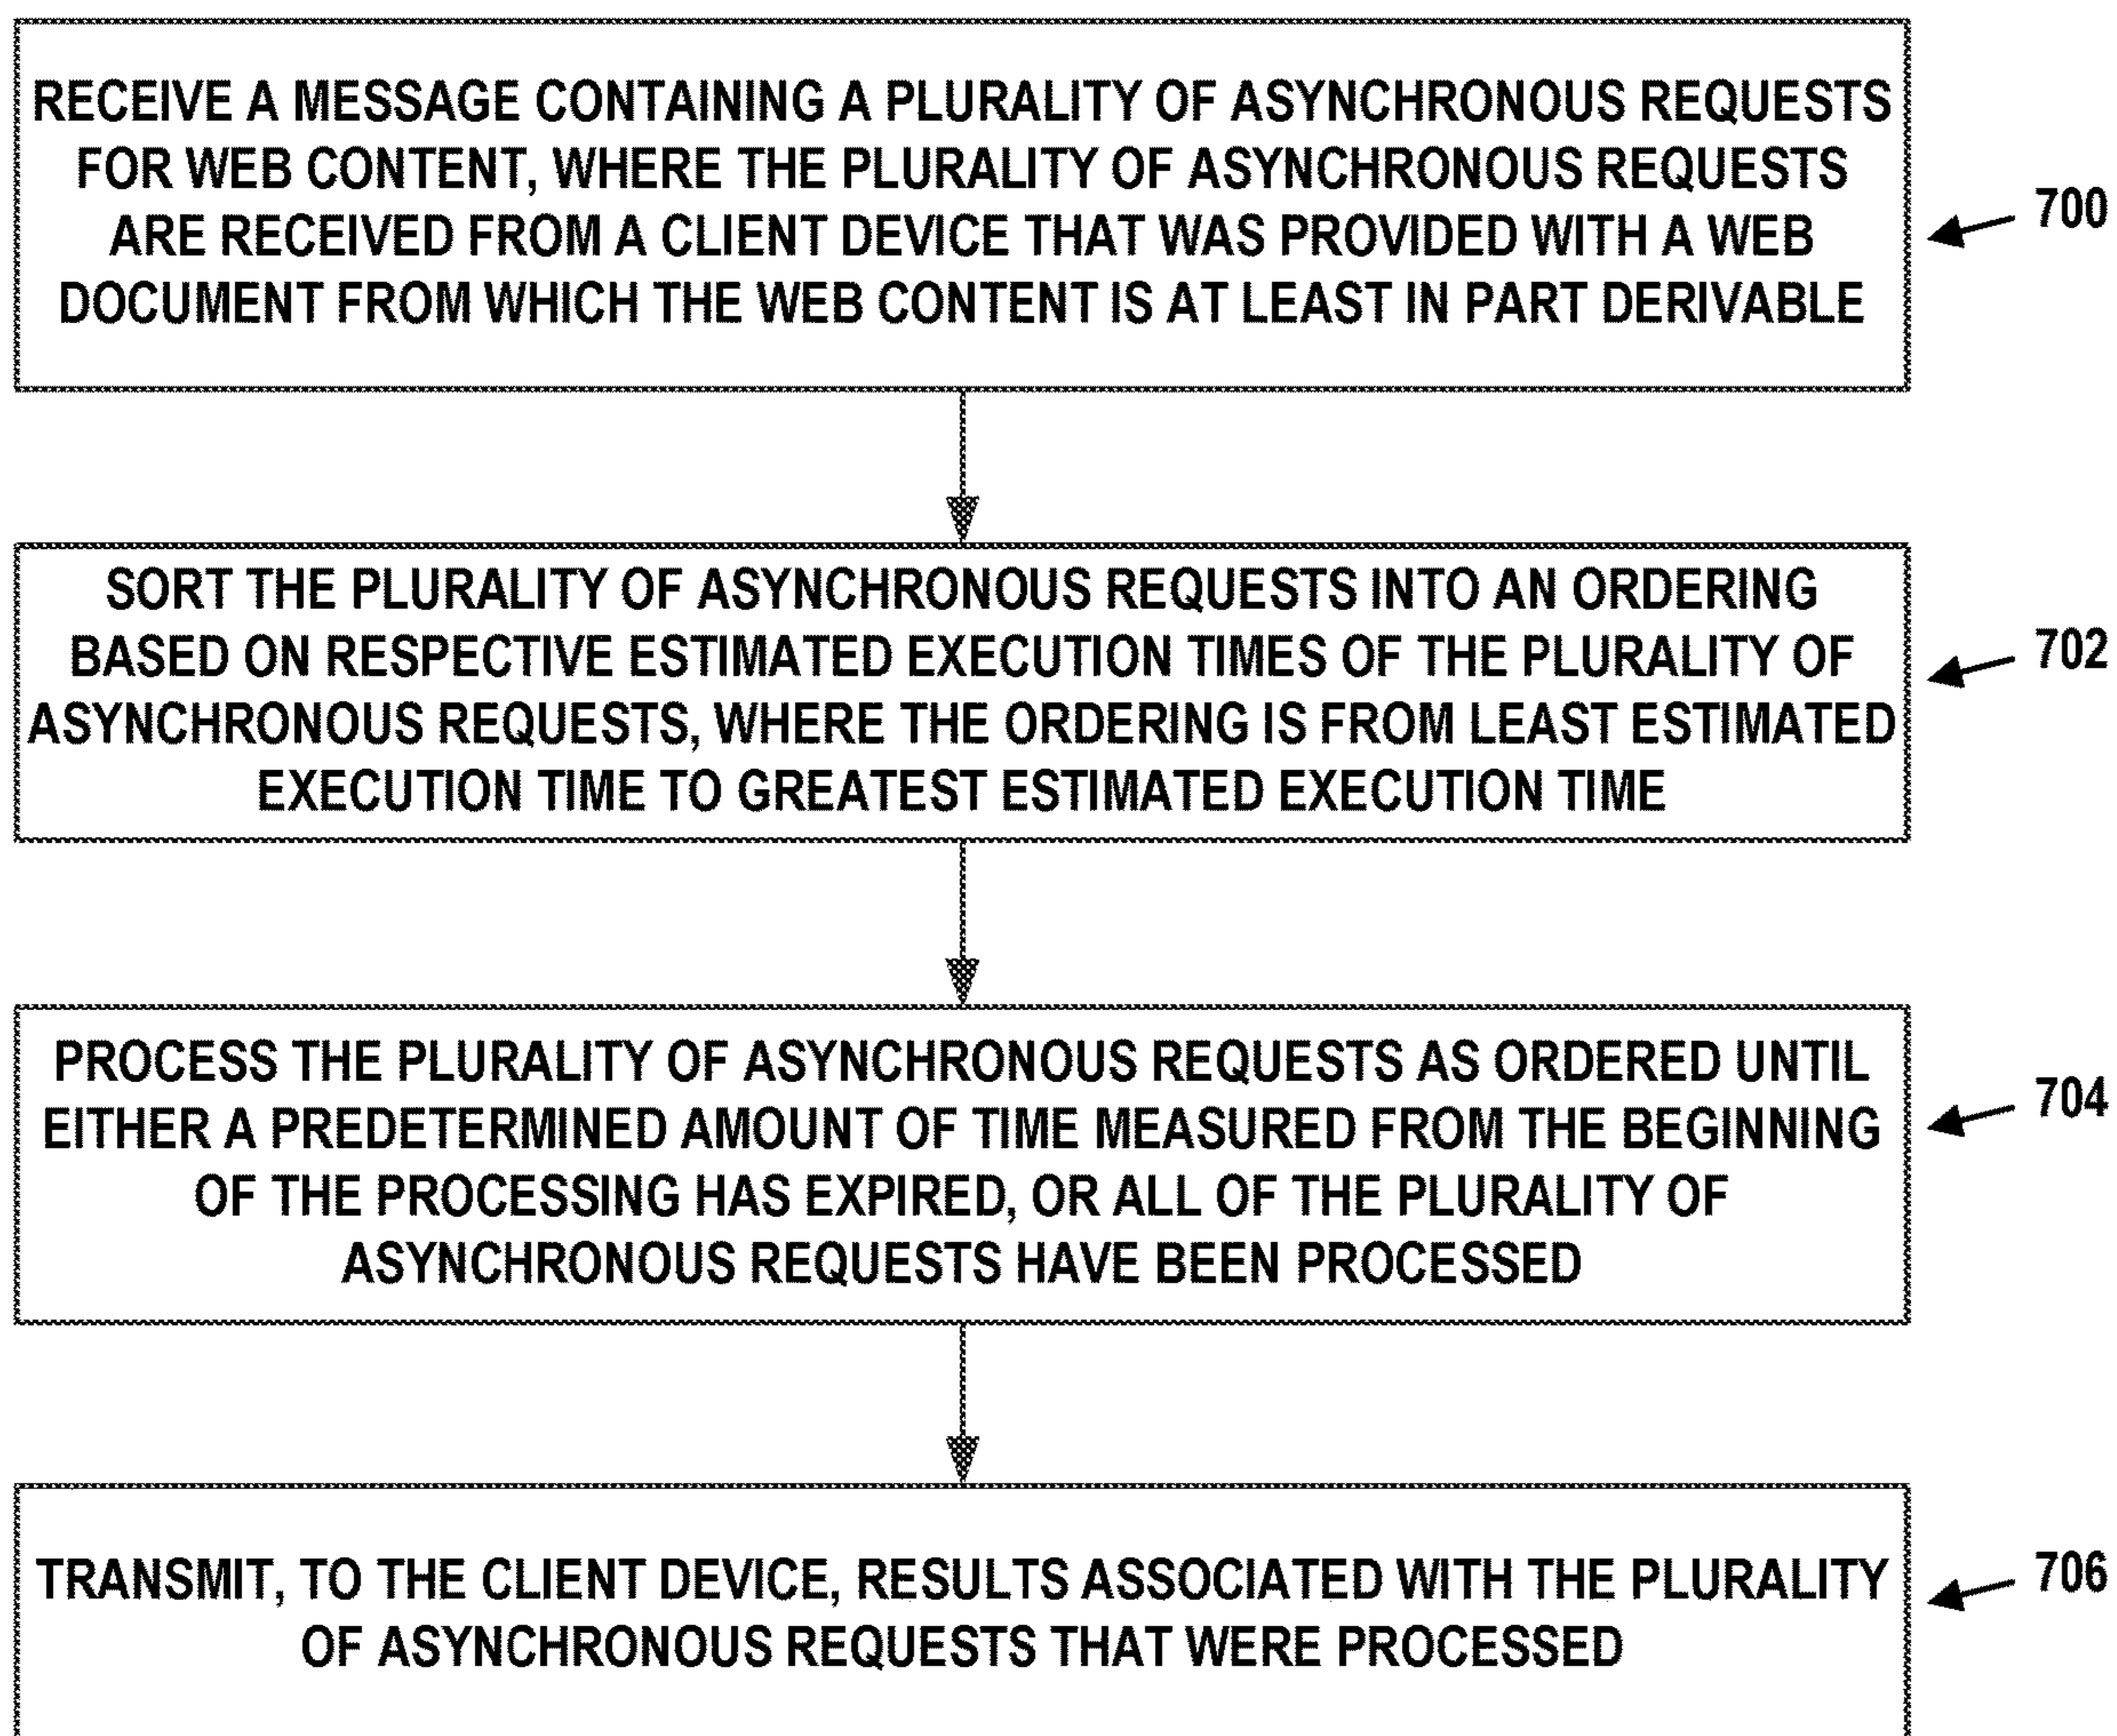 RECEIVE A MESSAGE CONTAINING A PLURALITY OF ASYNCHRONOUS REQUESTS
FOR WEB CONTENT, WHERE THE PLURALITY OF ASYNCHRONOUS REQUESTS
ARE RECEIVED FROM A CLIENT DEVICE THAT WAS PROVIDED WITH A WEB
DOCUMENT FROM WHICH THE WEB CONTENT IS AT LEAST IN PART DERIVABLE
700
SORT THE PLURALITY OF ASYNCHRONOUS REQUESTS INTO AN ORDERING
BASED ON RESPECTIVE ESTIMATED EXECUTION TIMES OF THE PLURALITY OF
ASYNCHRONOUS REQUESTS, WHERE THE ORDERING IS FROM LEAST ESTIMATED
EXECUTION TIME TO GREATEST ESTIMATED EXECUTION TIME
702
PROCESS THE PLURALITY OF ASYNCHRONOUS REQUESTS AS ORDERED UNTIL
EITHER A PREDETERMINED AMOUNT OF TIME MEASURED FROM THE BEGINNING
OF THE PROCESSING HAS EXPIRED, OR ALL OF THE PLURALITY OF
ASYNCHRONOUS REQUESTS HAVE BEEN PROCESSED
704
TRANSMIT, TO THE CLIENT DEVICE, RESULTS ASSOCIATED WITH THE PLURALITY
OF ASYNCHRONOUS REQUESTS THAT WERE PROCESSED
706